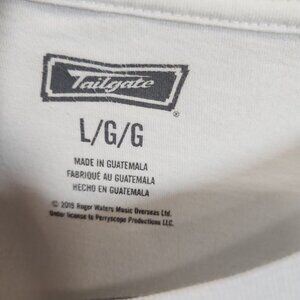 Tailgate
®
L/G/G
MADE IN GUATEMALA
FABRIQUÉ AU GUATEMALA
HECHO EN GUATEMALA
© 2019 Roger Waters Music Overseas Ltd.
Under license to Perryscope Productions LLC.